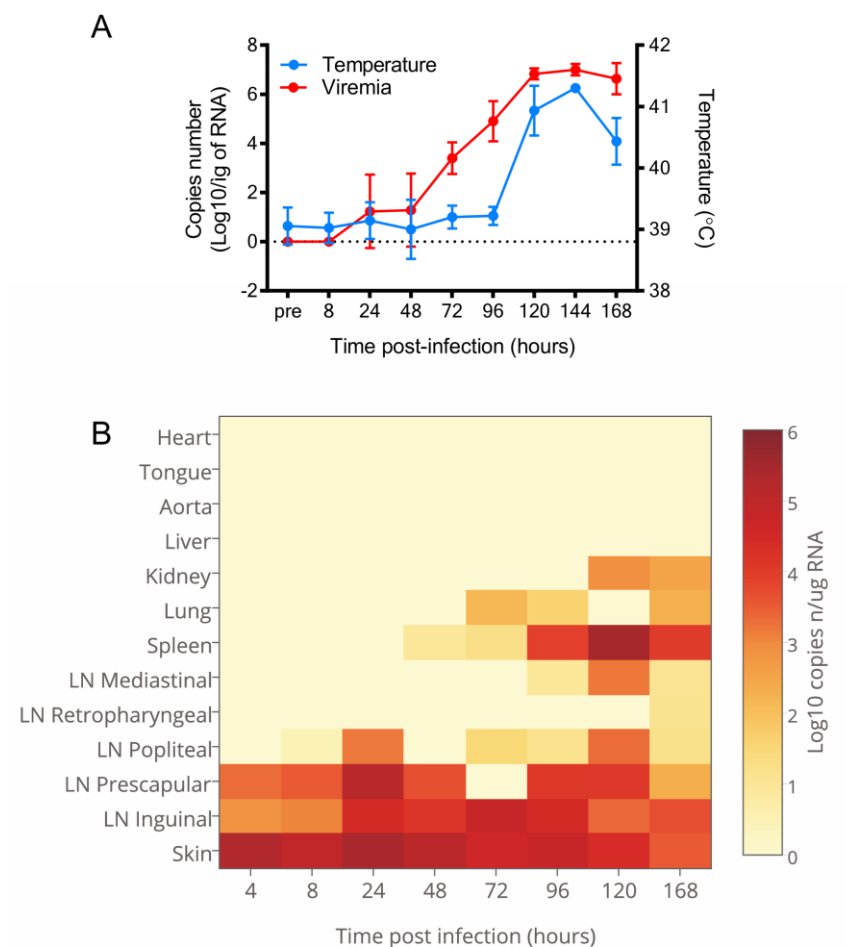 A
Temperature
Viremia
Copies number
(Log10/ig of RNA)
8
6
4
2
0
-2
42
41
40
39
38
Temperature (°C)
pre 8 24 48 72 96 120 144 168
Time post-infection (hours)
B
Heart
Tongue
Aorta
Liver
Kidney
Lung
Spleen
LN Mediastinal
LN Retropharyngeal
LN Popliteal
LN Prescapular
LN Inguinal
Skin
4 8 24 48 72 96 120 168
Time post infection (hours)
6
5
4
3
2
1
0
Log10 copies n/ug RNA